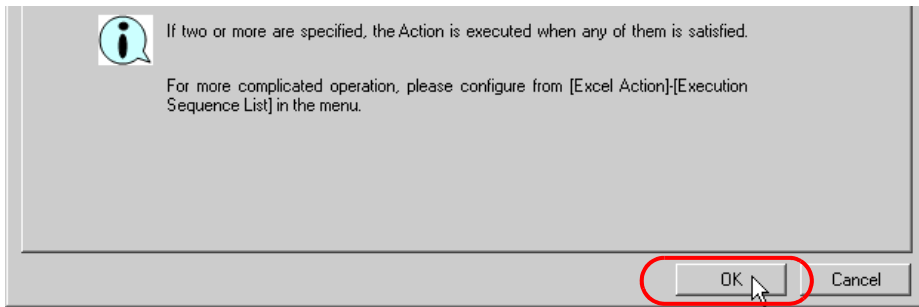 If two or more are specified, the Action is executed when any of them is satisfied.
For more complicated operation, please configure from [Excel Action]-[Execution
Sequence List] in the menu.
OK
Cancel